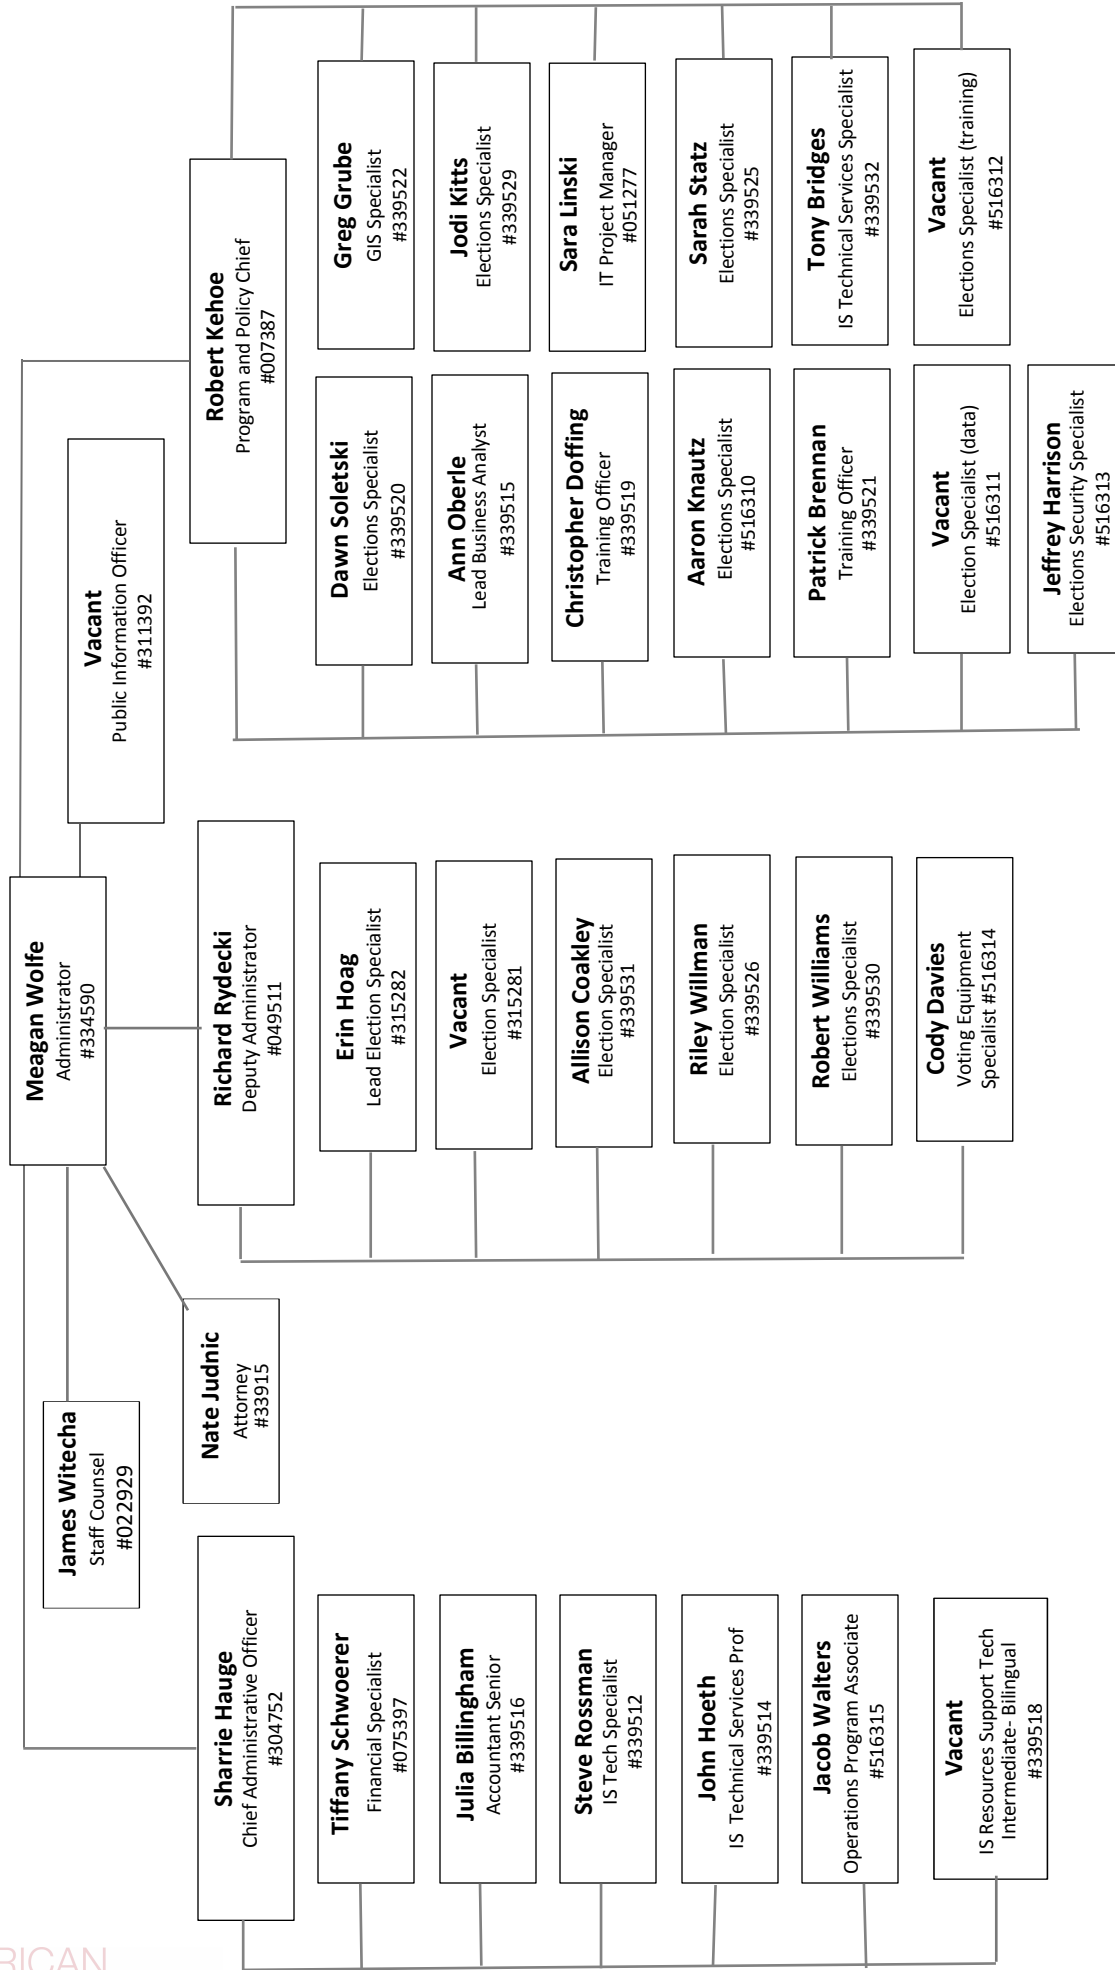 Meagan Wolfe
Administrator
#334590
James Witecha
Staff Counsel
#022929
Nate Judnic
Attorney
#33915
Vacant
Public Information Officer
#311392
Sharrie Hauge
Chief Administrative Officer
#304752
Tiffany Schwoerer
Financial Specialist
#075397
Julia Billingham
Accountant Senior
#339516
Steve Rossman
IS Tech Specialist
#339512
John Hoeth
IS Technical Services Prof
#339514
Jacob Walters
Operations Program Associate
#516315
Vacant
IS Resources Support Tech
Intermediate- Bilingual
#339518
Richard Rydecki
Deputy Administrator
#049511
Erin Hoag
Lead Election Specialist
#315282
Vacant
Election Specialist
#315281
Allison Coakley
Election Specialist
#339531
Riley Willman
Election Specialist
#339526
Robert Williams
Elections Specialist
#339530
Cody Davies
Voting Equipment
Specialist #516314
Robert Kehoe
Program and Policy Chief
#007387
Dawn Soletski
Elections Specialist
#339520
Ann Oberle
Lead Business Analyst
#339515
Christopher Doffing
Training Officer
#339519
Aaron Knautz
Elections Specialist
#516310
Patrick Brennan
Training Officer
#339521
Vacant
Election Specialist (data)
#516311
Jeffrey Harrison
Elections Security Specialist
#516313
Greg Grube
GIS Specialist
#339522
Jodi Kitts
Elections Specialist
#339529
Sara Linski
IT Project Manager
#051277
Sarah Statz
Elections Specialist
#339525
Tony Bridges
IS Technical Services Specialist
#339532
Vacant
Elections Specialist (training)
#516312
RICAN